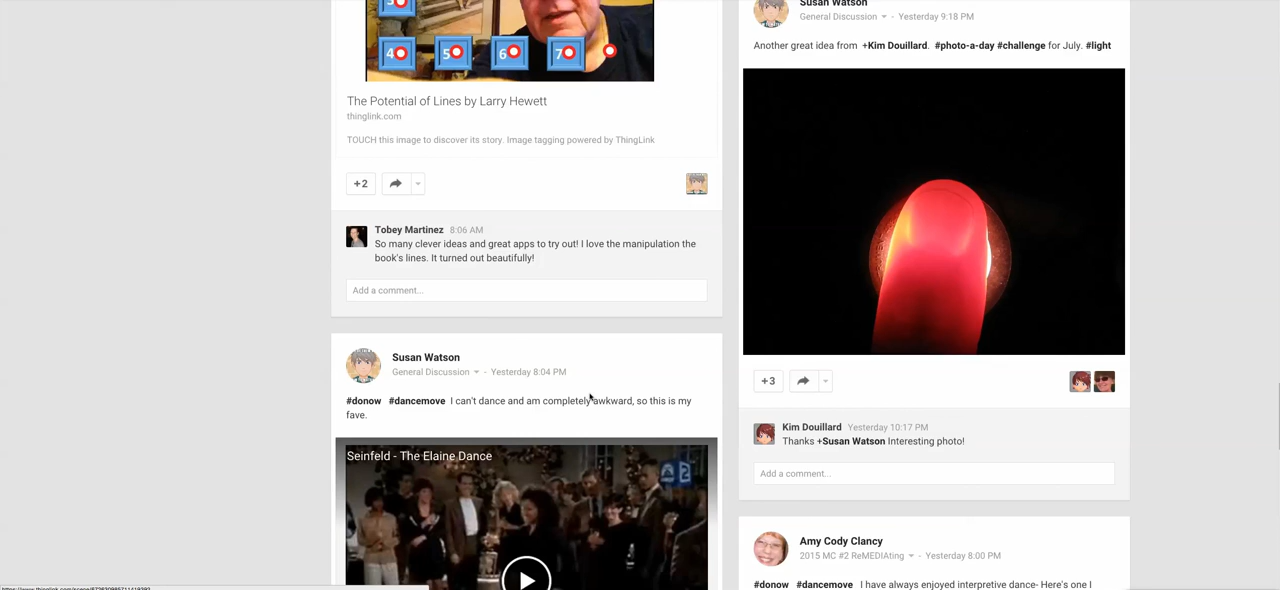 4
5
6
7
The Potential of Lines by Larry Hewett
thinglink.com
TOUCH this image to discover its story. Image tagging powered by ThingLink
+2
Tobey Martinez 8:06 AM
So many clever ideas and great apps to try out! I love the manipulation the
book's lines. It turned out beautifully!
Add a comment...
Susan Watson
General Discussion - Yesterday 8:04 PM
#donow #dancemove I can't dance and am completely awkward, so this is my
fave.
Seinfeld - The Elaine Dance
Susan Watson
General Discussion - Yesterday 9:18 PM
Another great idea from +Kim Douillard. #photo-a-day #challenge for July. #light
+3
Kim Douillard Yesterday 10:17 PM
Thanks +Susan Watson Interesting photo!
Add a comment...
Amy Cody Clancy
2015 MC #2 ReMEDIAting - Yesterday 8:00 PM
#donow #dancemove I have always enjoyed interpretive dance- Here's one I